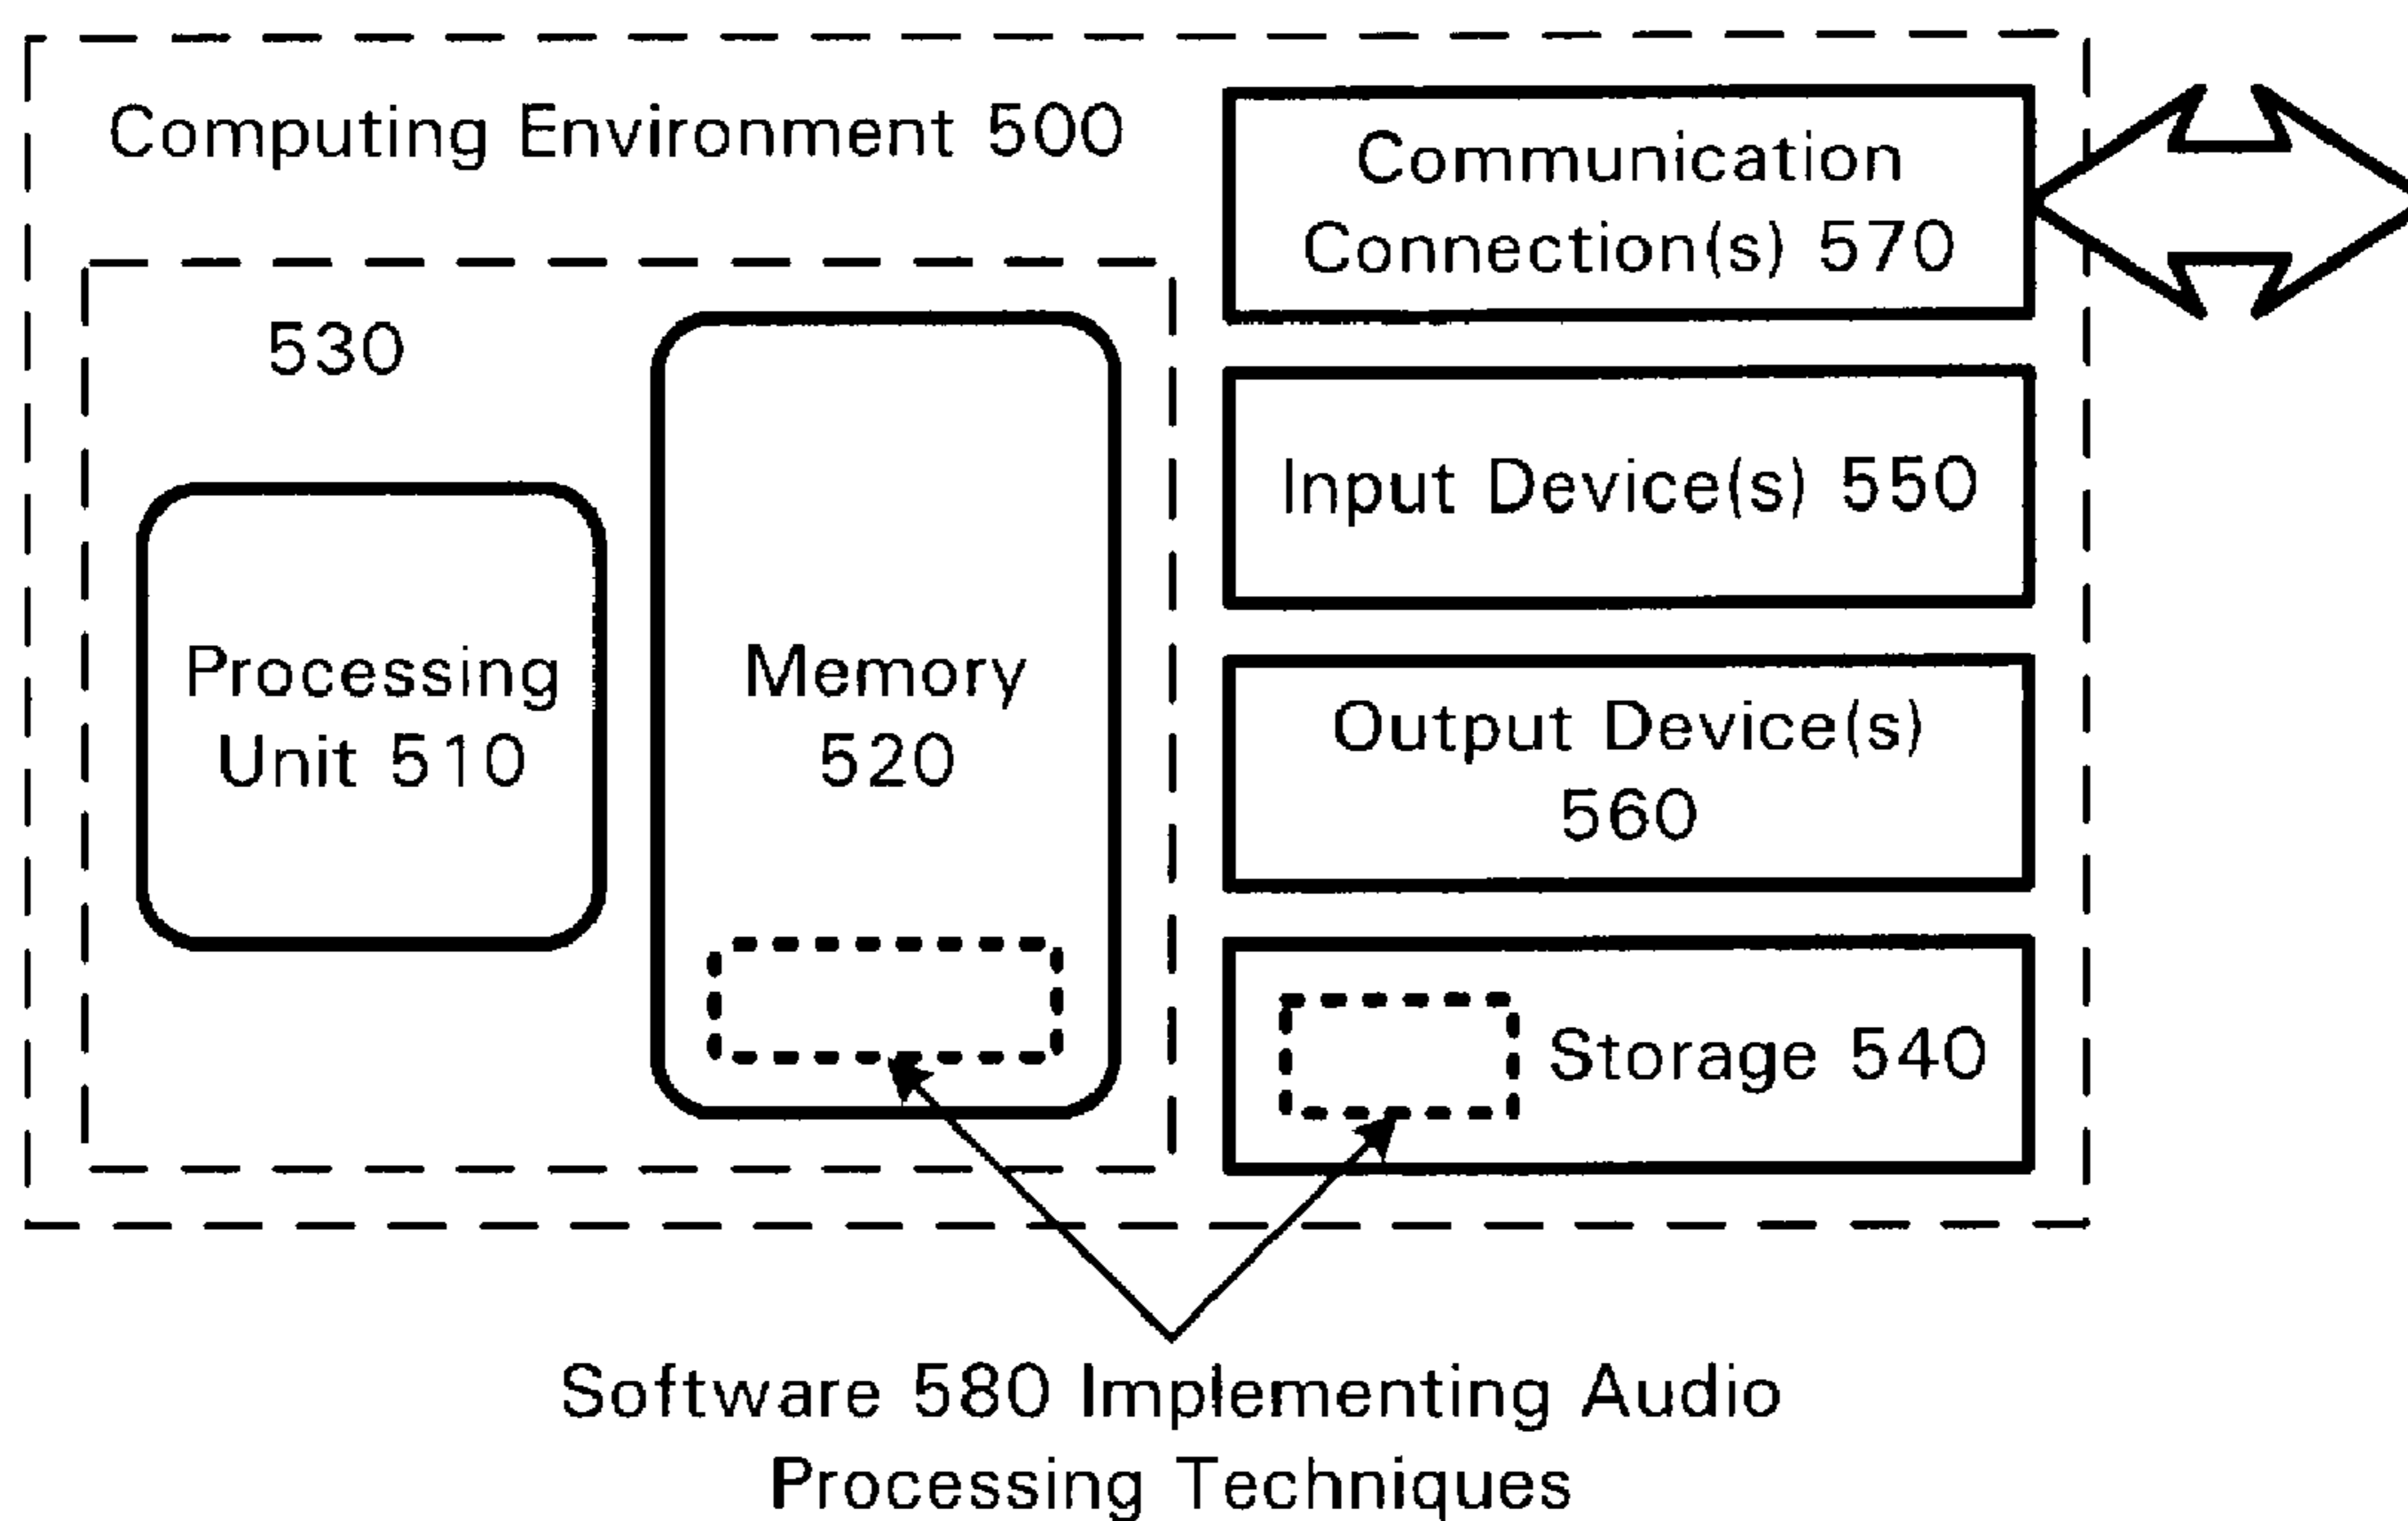 Computing Environment 500
530
Processing
Unit 510
Memory
520
Communication
Connection(s) 570
Input Device(s) 550
Output Device(s)
560
Storage 540
Software 580 Implementing Audio
Processing Techniques